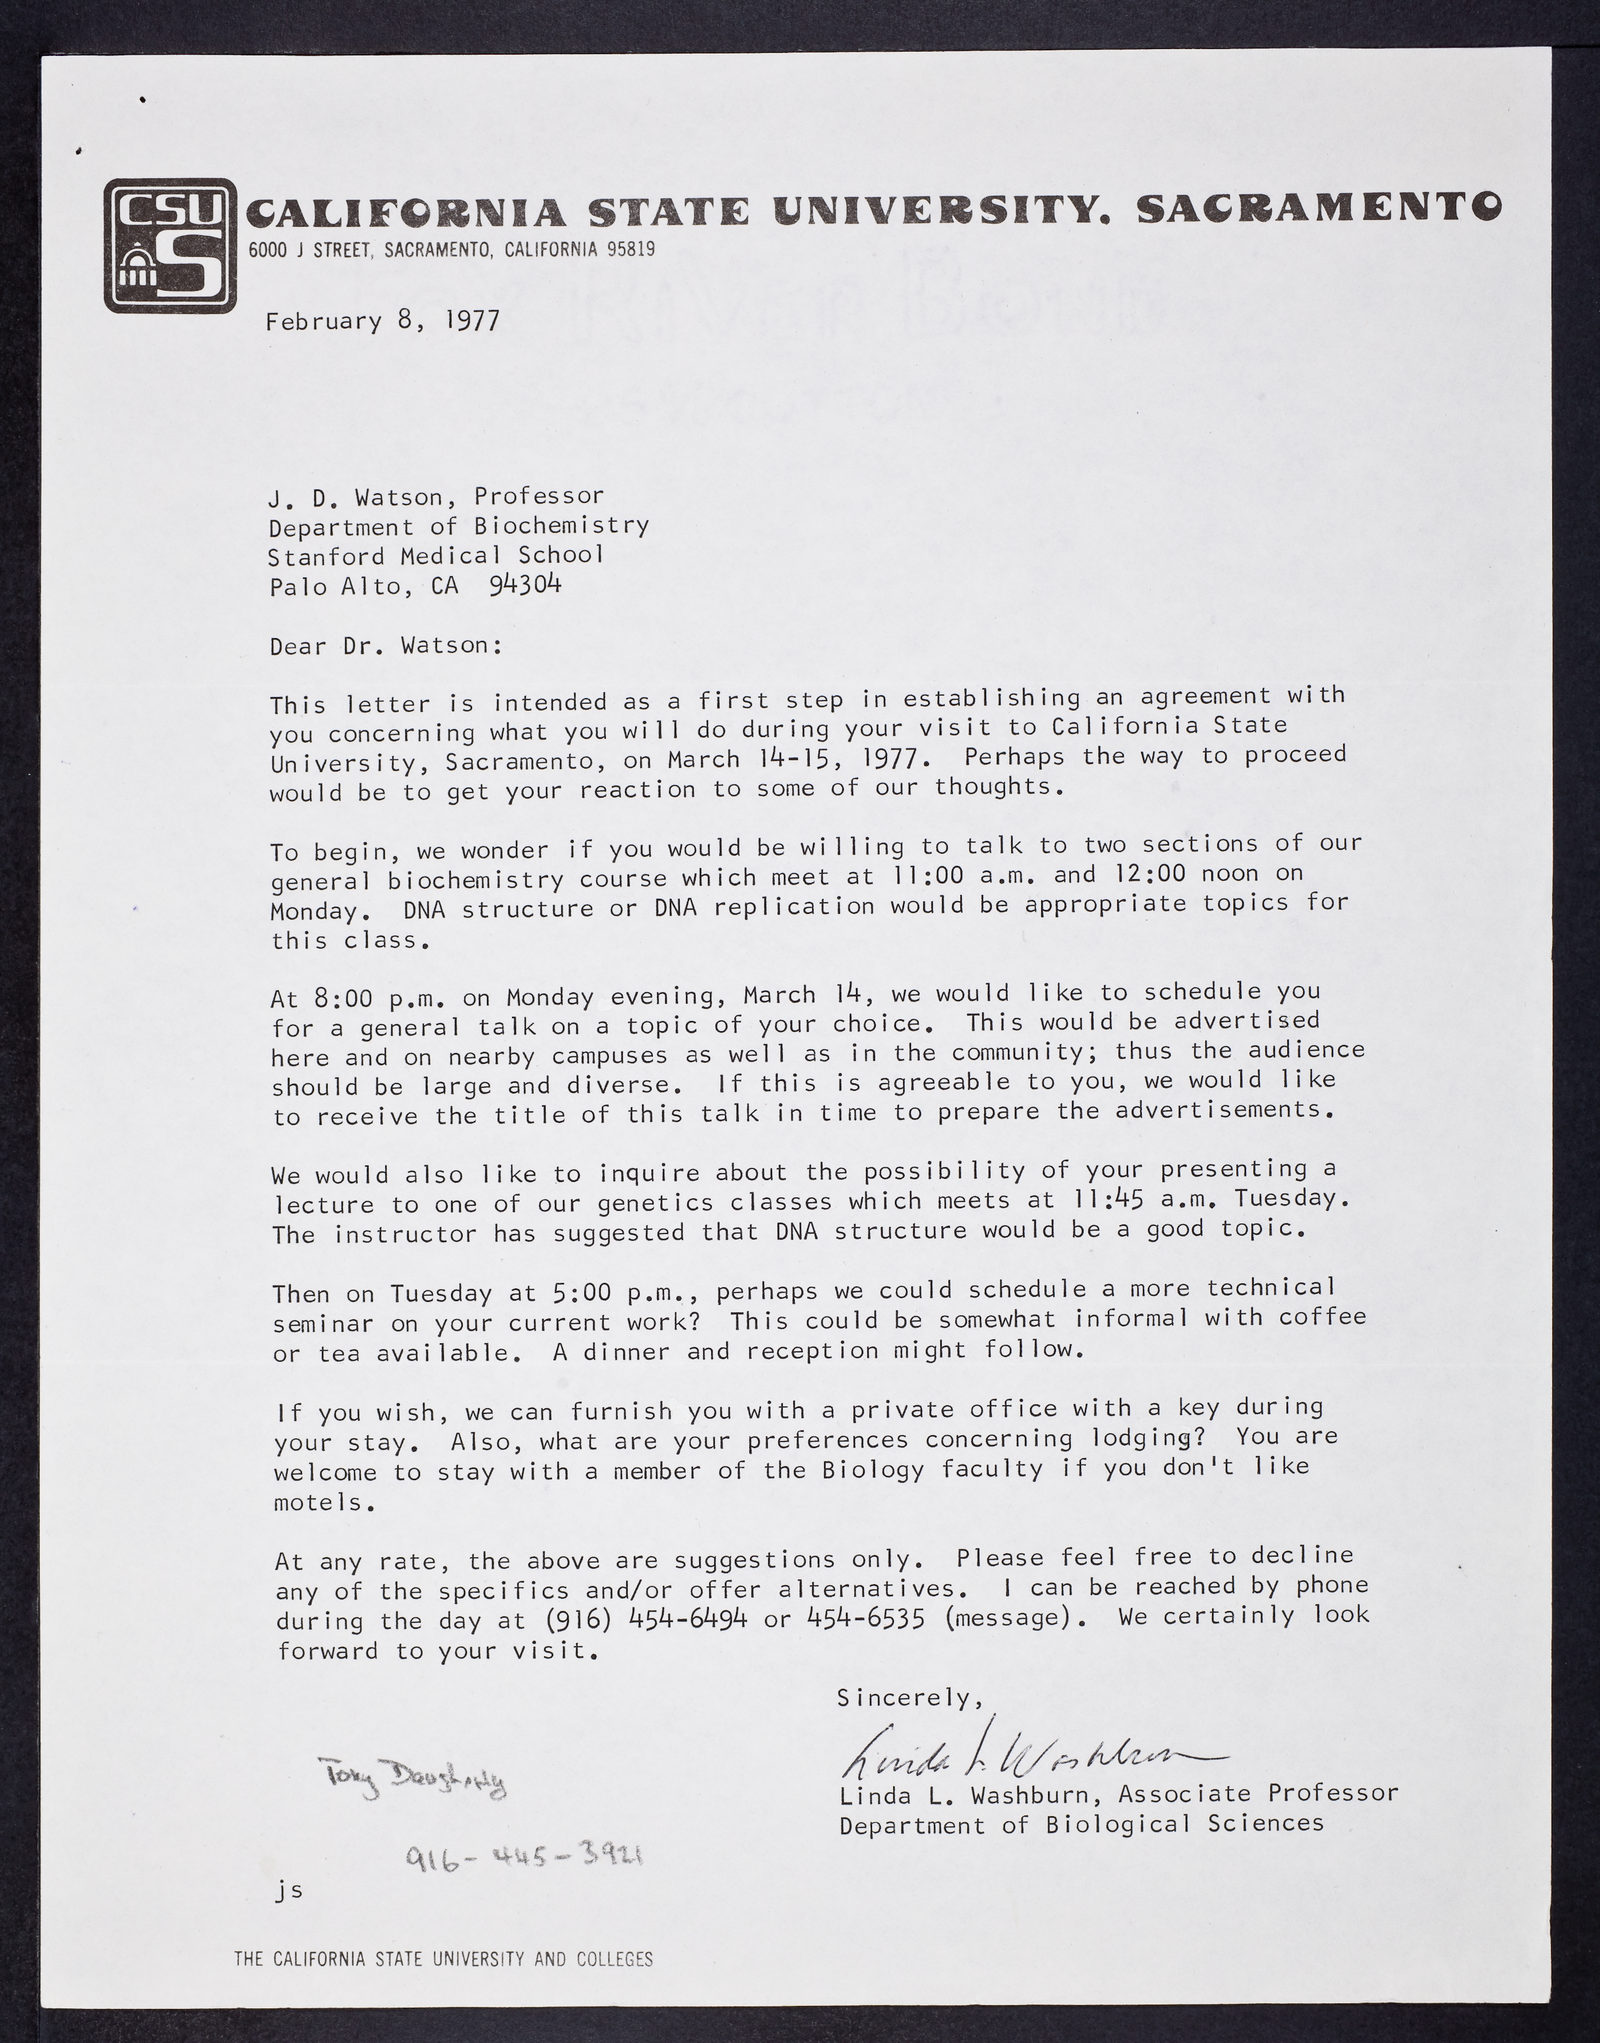 CSUS
CALIFORNIA STATE UNIVERSITY, SACRAMENTO
6000 J STREET, SACRAMENTO, CALIFORNIA 95819
February 8, 1977
J. D. Watson, Professor
Department of Biochemistry
Stanford Medical School
Palo Alto, CA 94304
Dear Dr. Watson:
This letter is intended as a first step in establishing an agreement with
you concerning what you will do during your visit to California State
University, Sacramento, on March 14-15, 1977. Perhaps the way to proceed
would be to get your reaction to some of our thoughts.
To begin, we wonder if you would be willing to talk to two sections of our
general biochemistry course which meet at 11:00 a.m. and 12:00 noon on
Monday. DNA structure or DNA replication would be appropriate topics for
this class.
At 8:00 p.m. on Monday evening, March 14, we would like to schedule you
for a general talk on a topic of your choice. This would be advertised
here and on nearby campuses as well as in the community; thus the audience
should be large and diverse. If this is agreeable to you, we would like
to receive the title of this talk in time to prepare the advertisements.
We would also like to inquire about the possibility of your presenting a
lecture to one of our genetics classes which meets at 11:45 a.m. Tuesday.
The instructor has suggested that DNA structure would be a good topic.
Then on Tuesday at 5:00 p.m., perhaps we could schedule a more technical
seminar on your current work? This could be somewhat informal with coffee
or tea available. A dinner and reception might follow.
If you wish, we can furnish you with a private office with a key during
your stay. Also, what are your preferences concerning lodging? You are
welcome to stay with a member of the Biology faculty if you don't like
motels.
At any rate, the above are suggestions only. Please feel free to decline
any of the specifics and/or offer alternatives. I can be reached by phone
during the day at (916) 454-6494 or 454-6535 (message). We certainly look
forward to your visit.
Sincerely,
Linda L. Washburn
Linda L. Washburn, Associate Professor
Department of Biological Sciences
Tony
916-445-3921
js
THE CALIFORNIA STATE UNIVERSITY AND COLLEGES